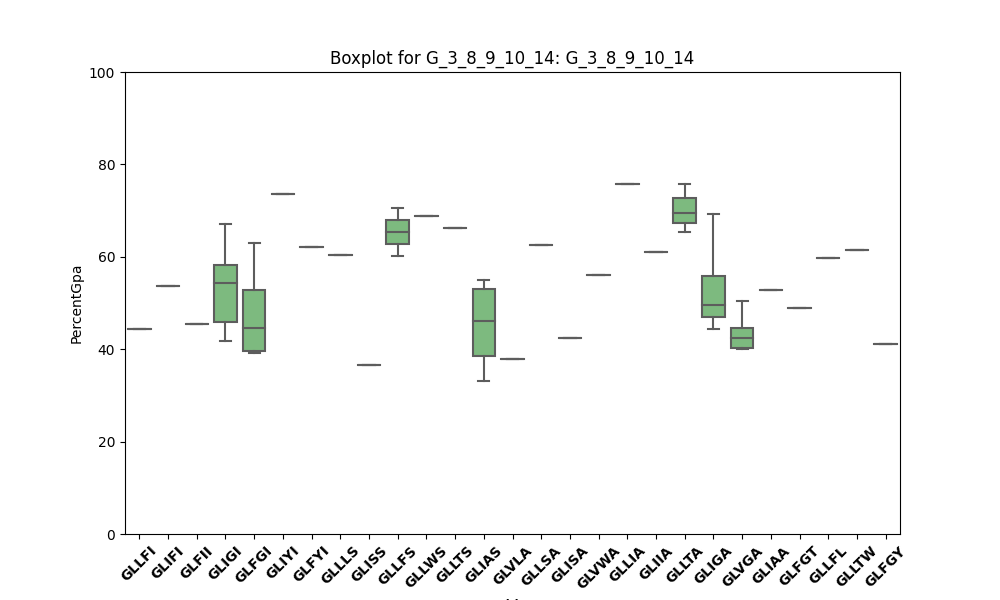 Boxplot for G_3_8_9_10_14: G_3_8_9_10_14
PercentGpa
100
80
60
40
20
0
GLLFI GLIFI GLFII GLIGI GLFGI GLIYI GLFYI GLLLS GLISS GLLFS GLLWS GLLTS GLIAS GLVLA GLLSA GLISA GLVWA GLLIA GLIIA GLLTA GLIGA GLVGA GLIAA GLFGT GLLFL GLLTW GLFGY